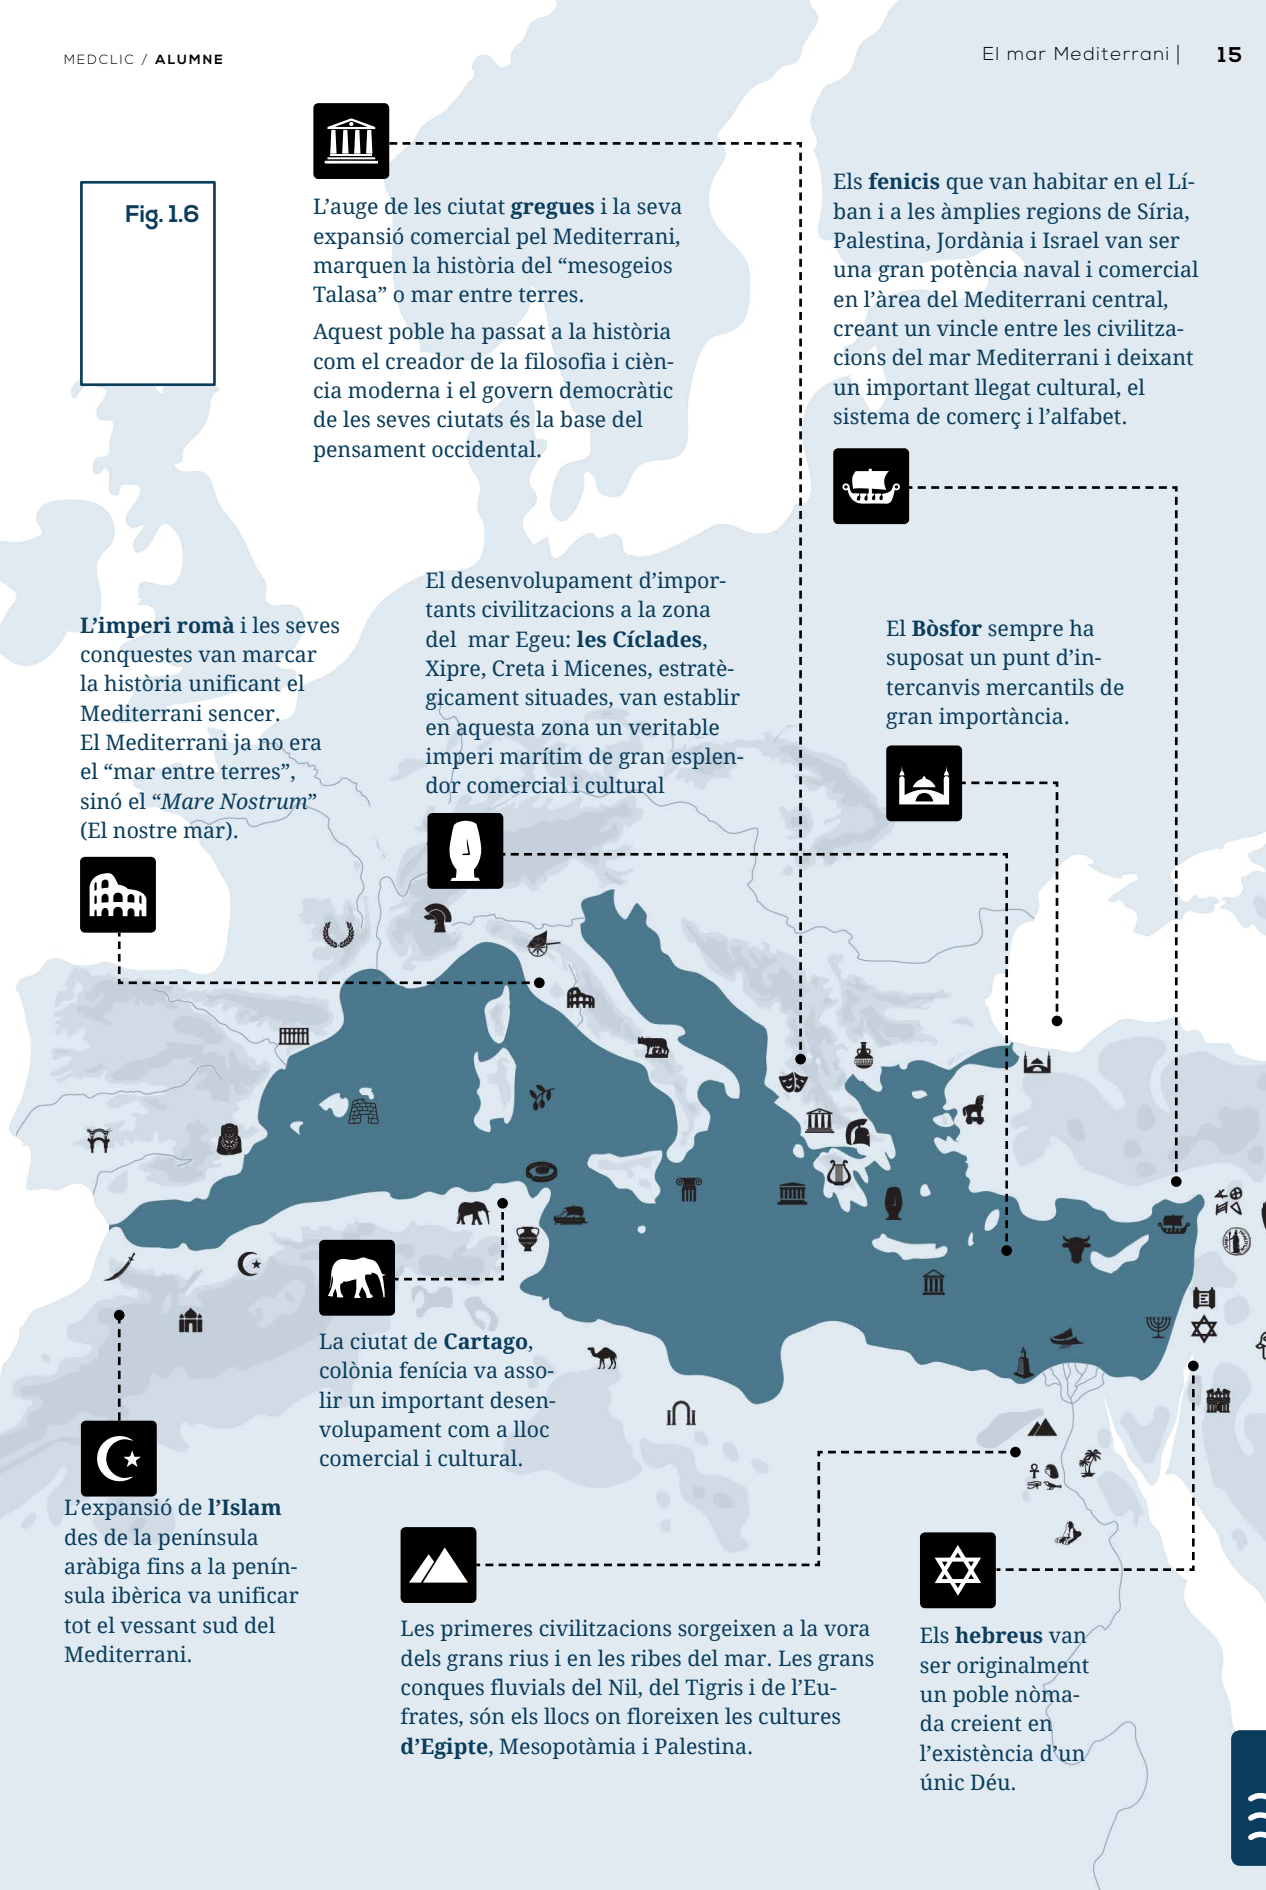 MEDCLIC / ALUMNE
El mar Mediterrani | 15
Fig. 1.6
L’auge de les ciutat gregues i la seva
expansió comercial pel Mediterrani,
marquen la història del “mesogeios
Talasa” o mar entre terres.
Aquest poble ha passat a la història
com el creador de la filosofia i cièn-
cia moderna i el govern democràtic
de les seves ciutats és la base del
pensament occidental.
Els fenicis que van habitar en el Lí-
ban i a les àmplies regions de Síria,
Palestina, Jordània i Israel van ser
una gran potència naval i comercial
en l’àrea del Mediterrani central,
creant un vincle entre les civilitza-
cions del mar Mediterrani i deixant
un important llegat cultural, el
sistema de comerç i l’alfabet.
L’imperi romà i les seves
conquestes van marcar
la història unificant el
Mediterrani sencer.
El Mediterrani ja no era
el “mar entre terres”,
sinó el “Mare Nostrum”
(El nostre mar).
El desenvolupament d’impor-
tants civilitzacions a la zona
del  mar Egeu: les Cíclades,
Xipre, Creta i Micenes, estratè-
gicament situades, van establir
en aquesta zona un veritable
imperi marítim de gran esplen-
dor comercial i cultural
El Bòsfor sempre ha
suposat un punt d’in-
tercanvis mercantils de
gran importància.
La ciutat de Cartago,
colònia fenícia va asso-
lir un important desen-
volupament com a lloc
comercial i cultural.
L’expansió de l’Islam
des de la península
aràbiga fins a la penín-
sula ibèrica va unificar
tot el vessant sud del
Mediterrani.
Les primeres civilitzacions sorgeixen a la vora
dels grans rius i en les ribes del mar. Les grans
conques fluvials del Nil, del Tigris i de l’Eu-
frates, són els llocs on floreixen les cultures
d’Egipte, Mesopotàmia i Palestina.
Els hebreus van
ser originalment
un poble nòma-
da creient en
l’existència d’un
únic Déu.